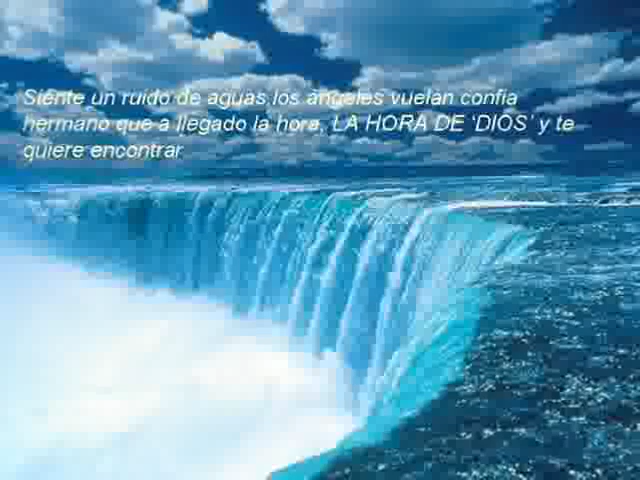 Siente un ruido de aguas los angeles vuelan confia
hermano que a llegado la hora, LA HORA DE ‘DIOS’ y te
quiere encontrar